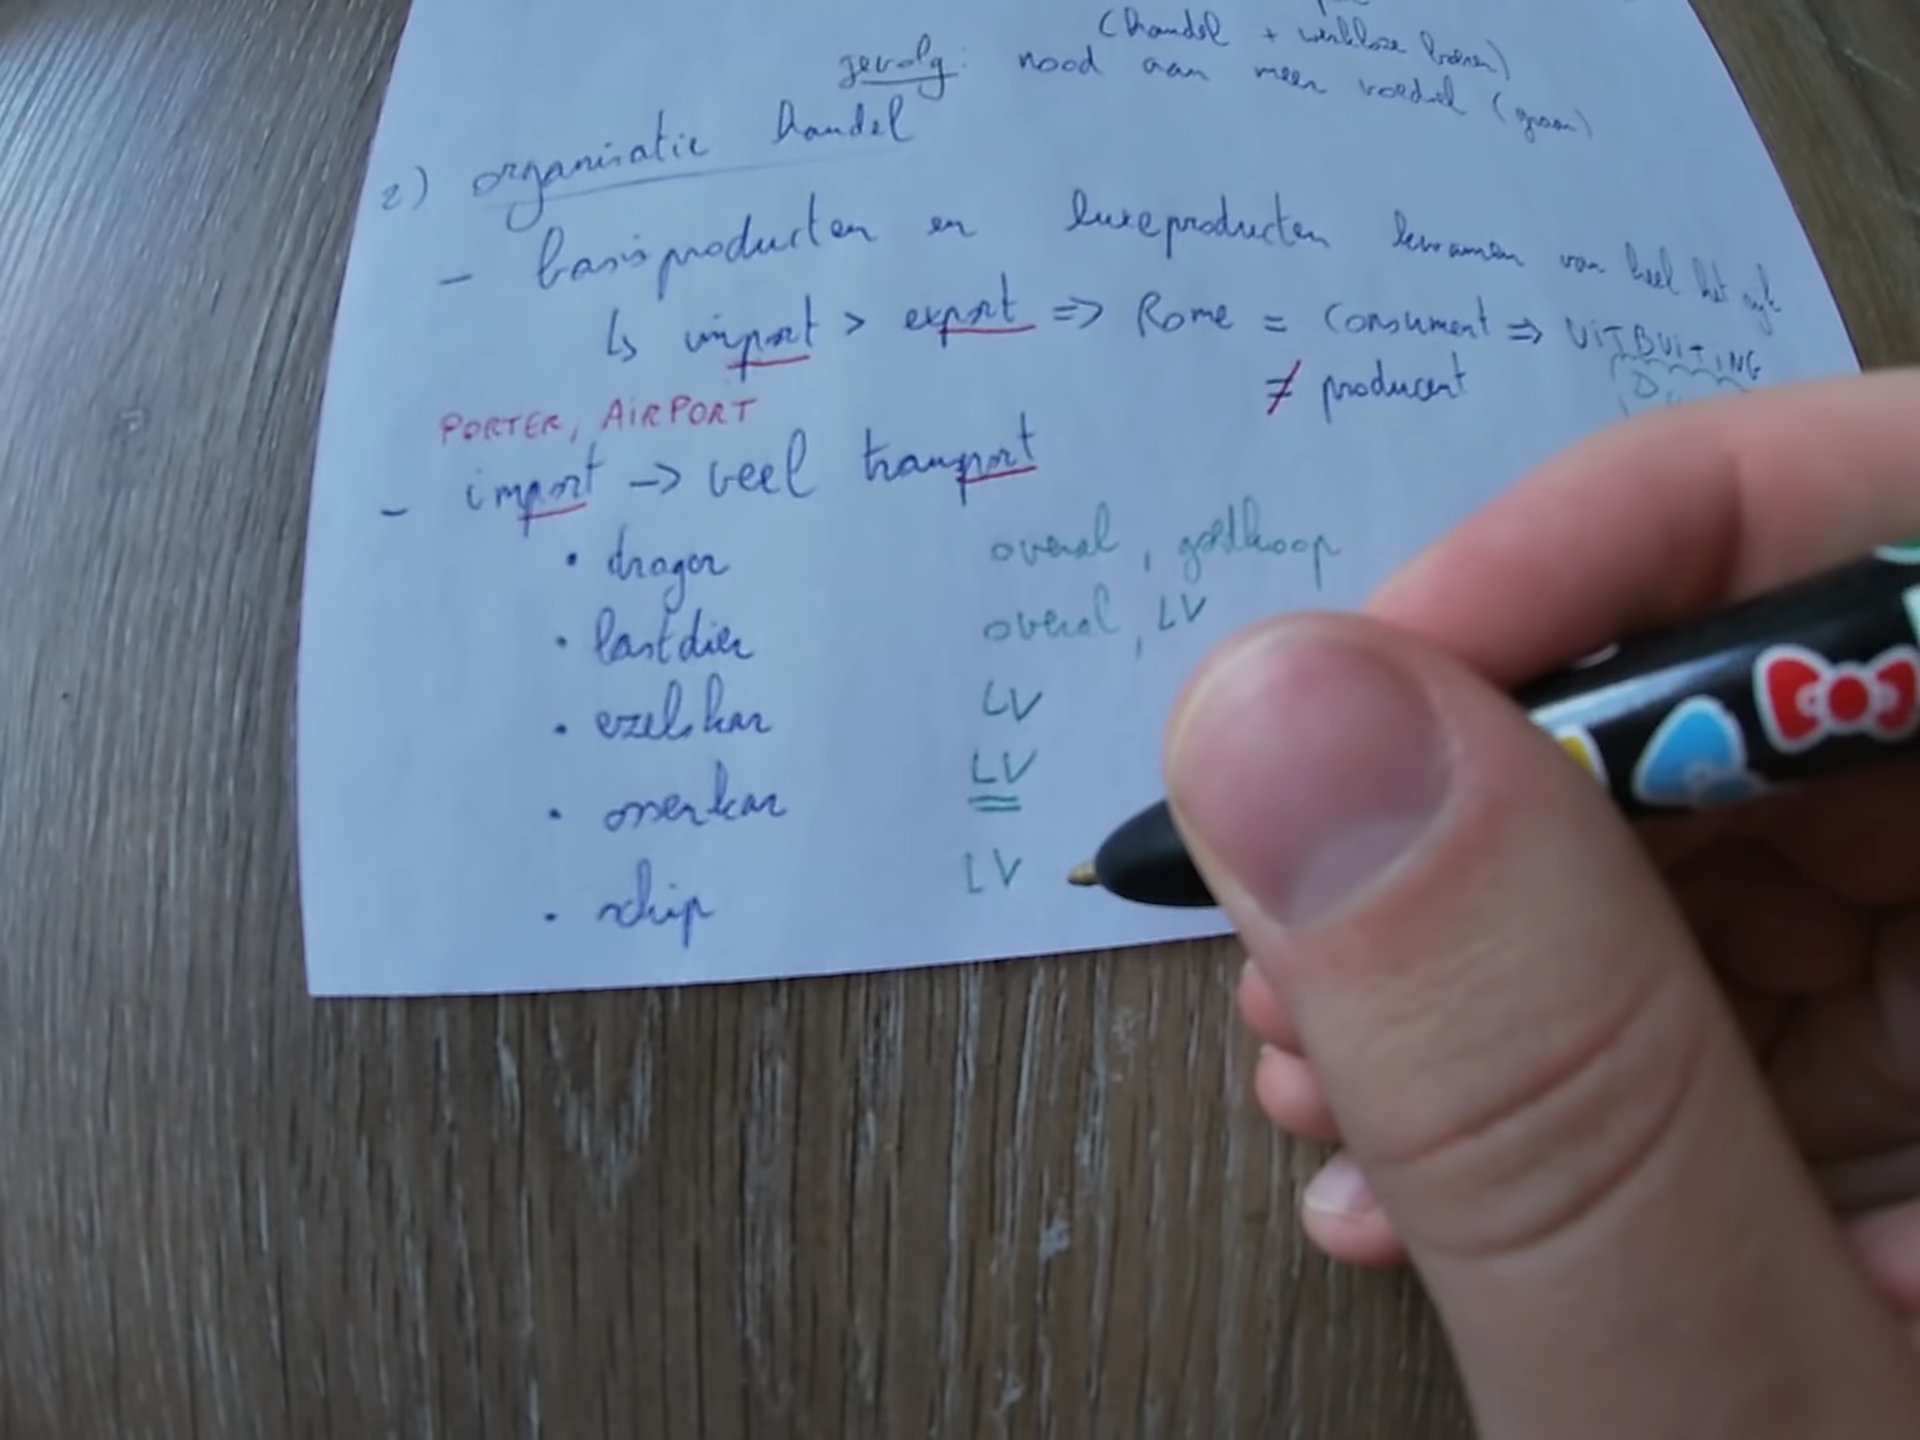 (handel + werkloze boeren)
gevolg: nood aan meer voedsel (graan)
2) organisatie handel
- basisproducten en luxeproducten kwamen van heel het rijk
↳ import > export => Rome = consument => UITBUITING
≠ producent
PORTER, AIRPORT
- import -> veel transport
• drager overal, goedkoop
• lastdier overal, LV
• ezelskar LV
• ossenkar LV
• schip LV